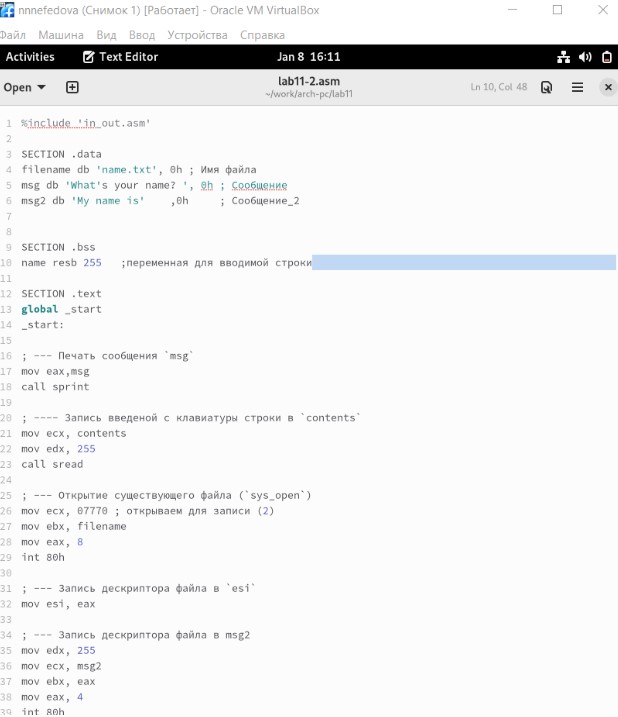 nnnefedova (Снимок 1) [Работает] - Oracle VM VirtualBox
Файл Машина Вид Ввод Устройства Справка
Activities Text Editor Jan 8 16:11
Open lab11-2.asm Ln 10, Col 48
~/work/arch-pc/lab11
1 %include 'in_out.asm'
2
3 SECTION .data
4 filename db 'name.txt', 0h ; Имя файла
5 msg db 'What's your name? ', 0h ; Сообщение
6 msg2 db 'My name is' ,0h ; Сообщение_2
7
8
9 SECTION .bss
10 name resb 255 ;переменная для вводимой строки
11
12 SECTION .text
13 global _start
14 _start:
15
16 ; --- Печать сообщения `msg`
17 mov eax,msg
18 call sprint
19
20 ; ---- Запись введеной с клавиатуры строки в `contents`
21 mov ecx, contents
22 mov edx, 255
23 call sread
24
25 ; --- Открытие существующего файла (`sys_open`)
26 mov ecx, 07770 ; открываем для записи (2)
27 mov ebx, filename
28 mov eax, 8
29 int 80h
30
31 ; --- Запись дескриптора файла в `esi`
32 mov esi, eax
33
34 ; --- Запись дескриптора файла в msg2
35 mov edx, 255
36 mov ecx, msg2
37 mov ebx, eax
38 mov eax, 4
39 int 80h